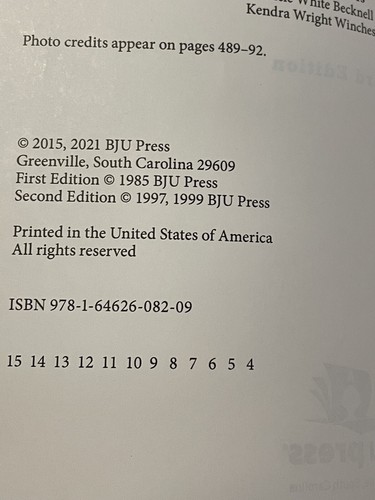 White Becknell
Kendra Wright Winches
Photo credits appear on pages 489–92.
© 2015, 2021 BJU Press
Greenville, South Carolina 29609
First Edition © 1985 BJU Press
Second Edition © 1997, 1999 BJU Press
Printed in the United States of America
All rights reserved
ISBN 978-1-64626-082-09
15 14 13 12 11 10 9 8 7 6 5 4